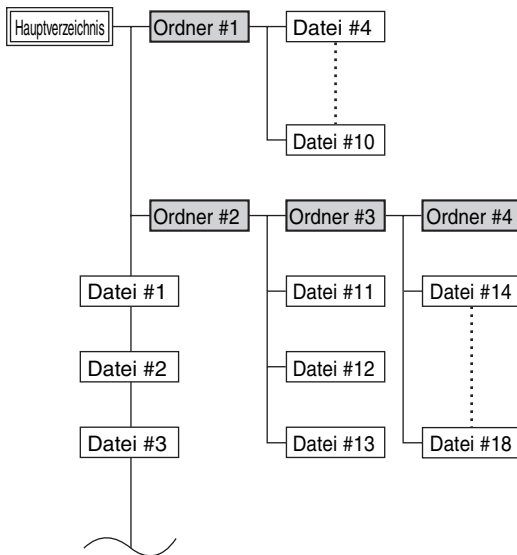 Hauptverzeichnis
Ordner #1
Datei #4
Datei #10
Ordner #2
Ordner #3
Ordner #4
Datei #1
Datei #11
Datei #14
Datei #2
Datei #12
Datei #3
Datei #13
Datei #18